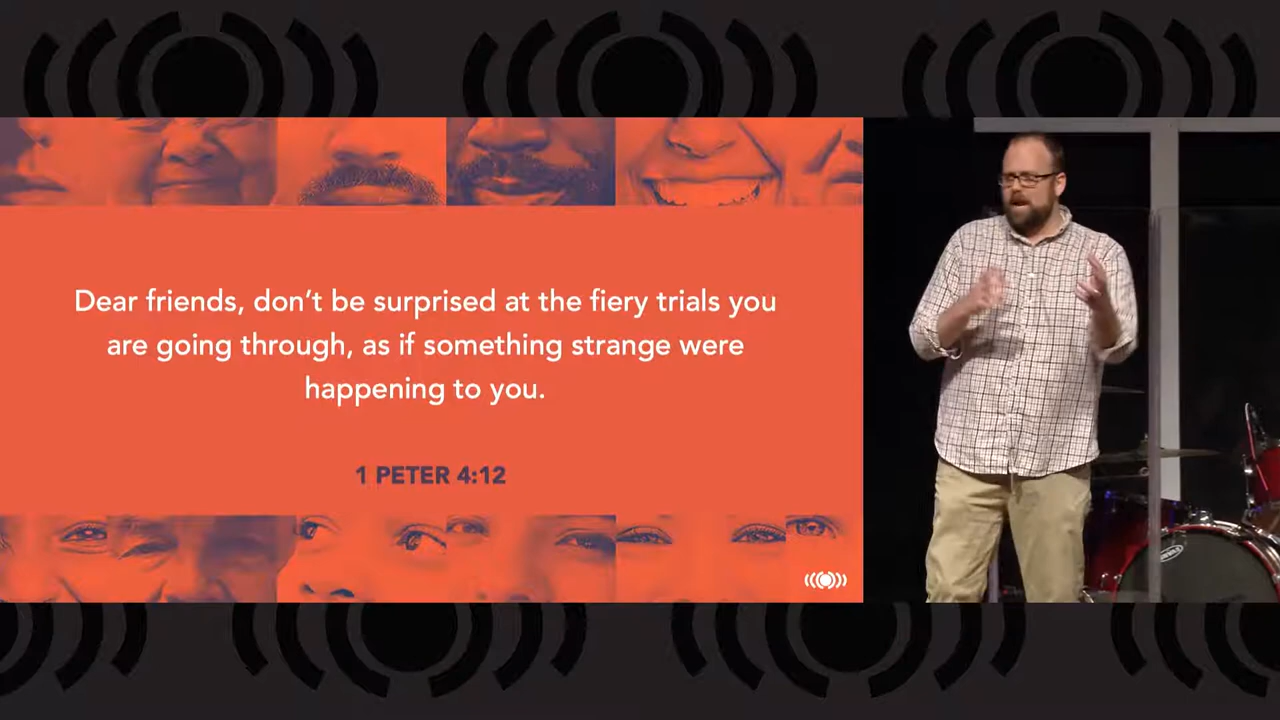 Dear friends, don't be surprised at the fiery trials you
are going through, as if something strange were
happening to you.
1 PETER 4:12